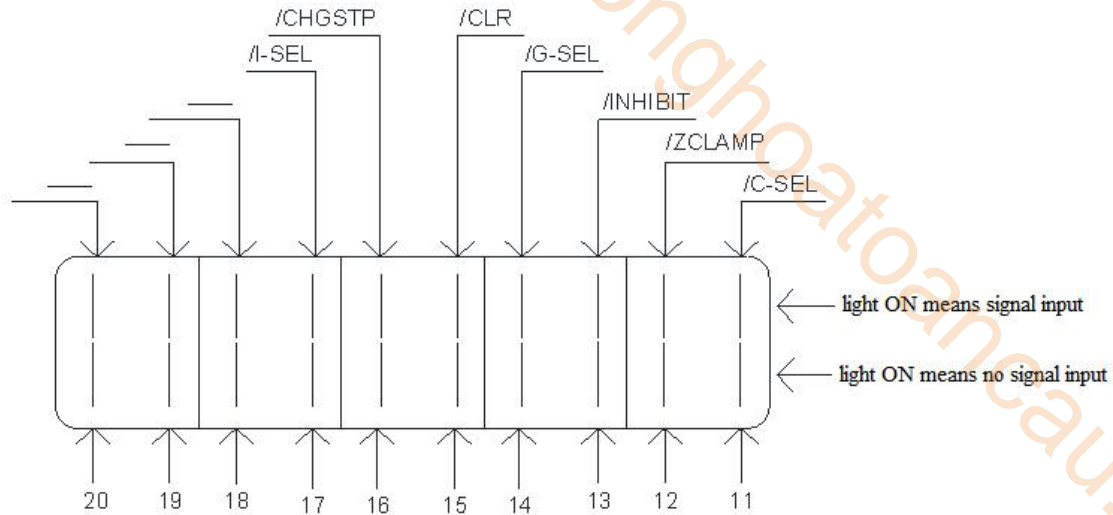 /CHGSTP
/CLR
/I-SEL
/G-SEL
/INHIBIT
/ZCLAMP
/C-SEL
light ON means signal input
light ON means no signal input
20 19 18 17 16 15 14 13 12 11
onghoatoancau.